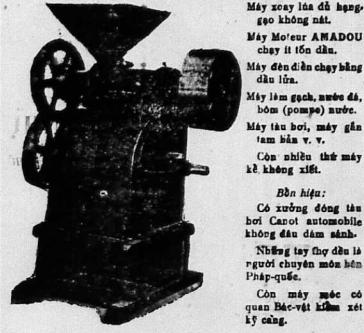 Máy xoay lúa đủ hạng,
gạo không nát.
Máy Moteur AMADOU
chạy ít tốn dầu.
Máy đèn điển chạy bằng
dầu lửa.
Máy làm gạch, nước đá,
bôm (pompe) nước.
Máy tàu hơi, máy gắn
tam bản v. v.
Còn nhiều thứ máy
kể không xiết.
Bổn hiệu:
Có xưởng đóng tàu
hơi Canot automobile
không đâu dám sánh.
Những tay thợ đều là
người chuyên môn bên
Pháp-quốc.
Còn máy móc có
quan Bác-vật kiểm xét
kỹ càng.